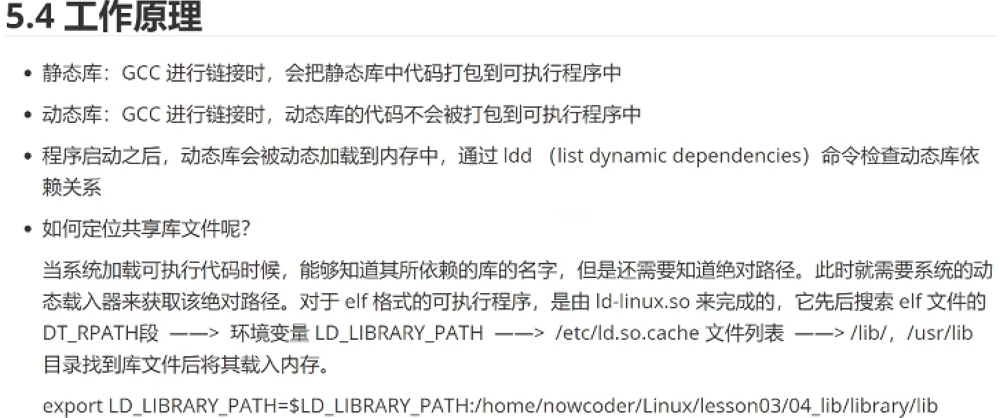 5.4 工作原理
• 静态库：GCC 进行链接时，会把静态库中代码打包到可执行程序中
• 动态库：GCC 进行链接时，动态库的代码不会被打包到可执行程序中
• 程序启动之后，动态库会被动态加载到内存中，通过 ldd （list dynamic dependencies）命令检查动态库依
赖关系
• 如何定位共享库文件呢？
当系统加载可执行代码时候，能够知道其所依赖的库的名字，但是还需要知道绝对路径。此时就需要系统的动
态载入器来获取该绝对路径。对于 elf 格式的可执行程序，是由 ld-linux.so 来完成的，它先后搜索 elf 文件的
DT_RPATH段 ——> 环境变量 LD_LIBRARY_PATH ——> /etc/ld.so.cache 文件列表 ——> /lib/，/usr/lib
目录找到库文件后将其载入内存。
export LD_LIBRARY_PATH=$LD_LIBRARY_PATH:/home/nowcoder/Linux/lesson03/04_lib/library/lib